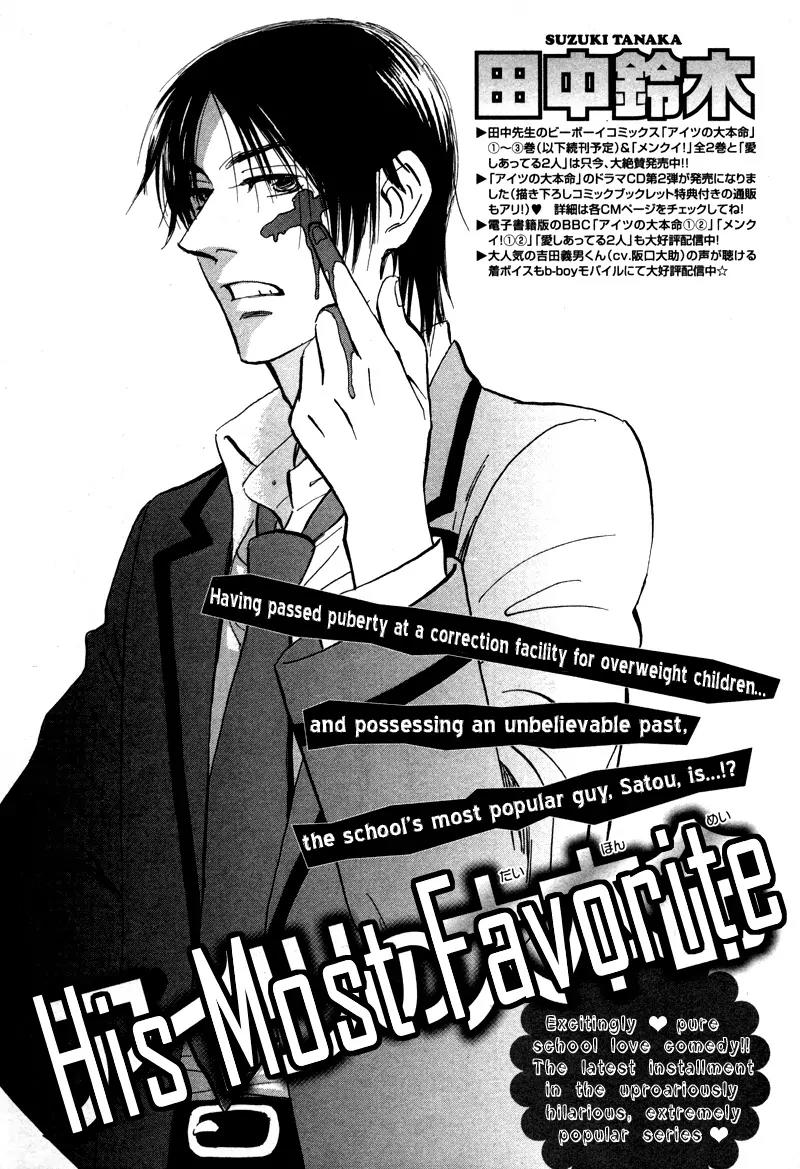 SUZUKI TANAKA
田中鈴木
▶田中先生のビーボーイコミックス「アイツの大本命」
①〜③巻(以下続刊予定)&「メンクイ!」全2巻と「愛
しあってる2人」は只今、大絶賛発売中!!
▶「アイツの大本命」のドラマCD第2弾が発売になりまし
た(描き下ろしコミックブックレット特典付きの通販
もアリ!)♥ 詳細は各CMページをチェックしてね!
▶電子書籍版のBBC「アイツの大本命①②」「メンク
イ!①②」「愛しあってる2人」も大好評配信中!
▶大人気の吉田義男くん(cv.阪口大助)の声が聴ける
着ボイスもb-boyモバイルにて大好評配信中☆
Having passed puberty at a correction facility for overweight children...
and possessing an unbelievable past,
the school's most popular guy, Satou, is...!?
だい ほん めい
His Most Favorite
Excitingly ♥ pure
school love comedy!!
The latest installment
in the uproariously
hilarious, extremely
popular series ♥